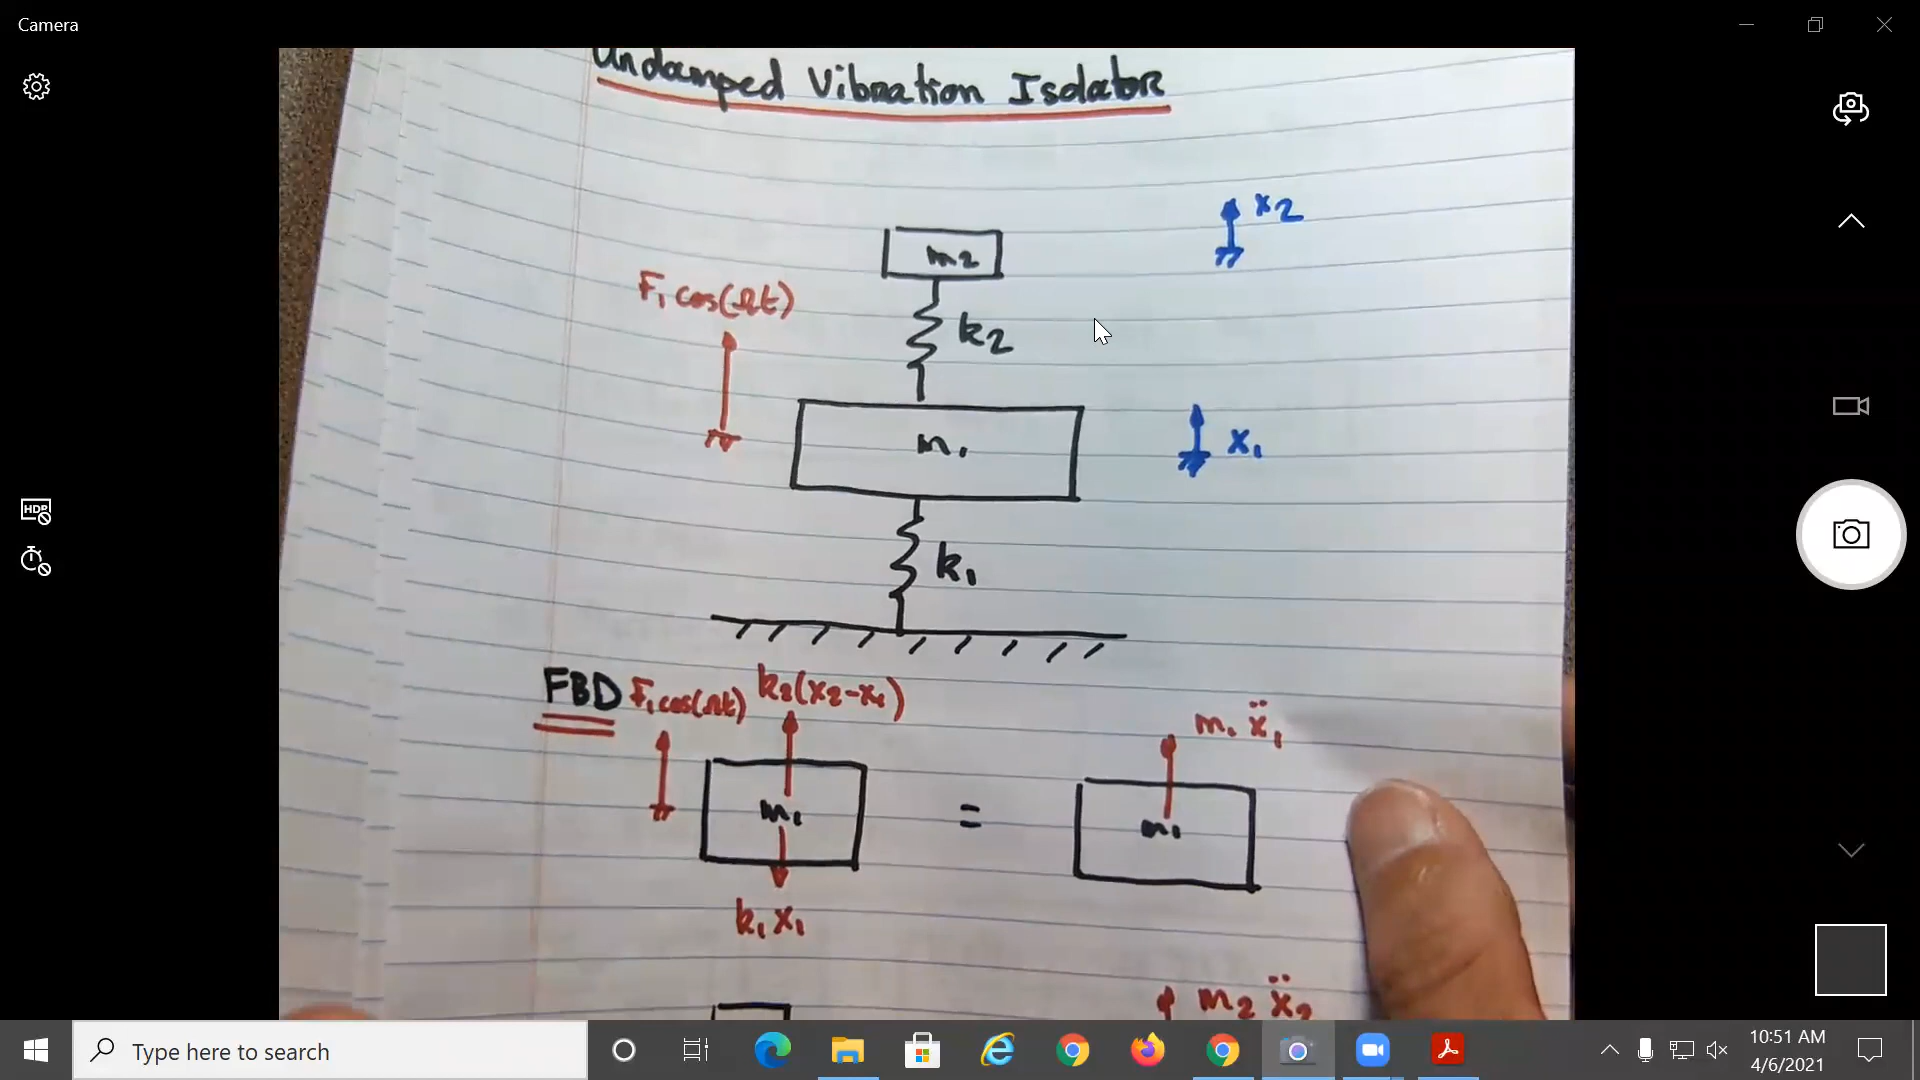 Camera
Undamped Vibration Isolator
x2
m2
F1 cos(Ωt)
k2
m1
x1
k1
FBD
F1 cos(Ωt)
k2(x2-x1)
m1 ẍ1
m1
=
m1
k1 x1
m2 ẍ2
Type here to search
10:51 AM
4/6/2021